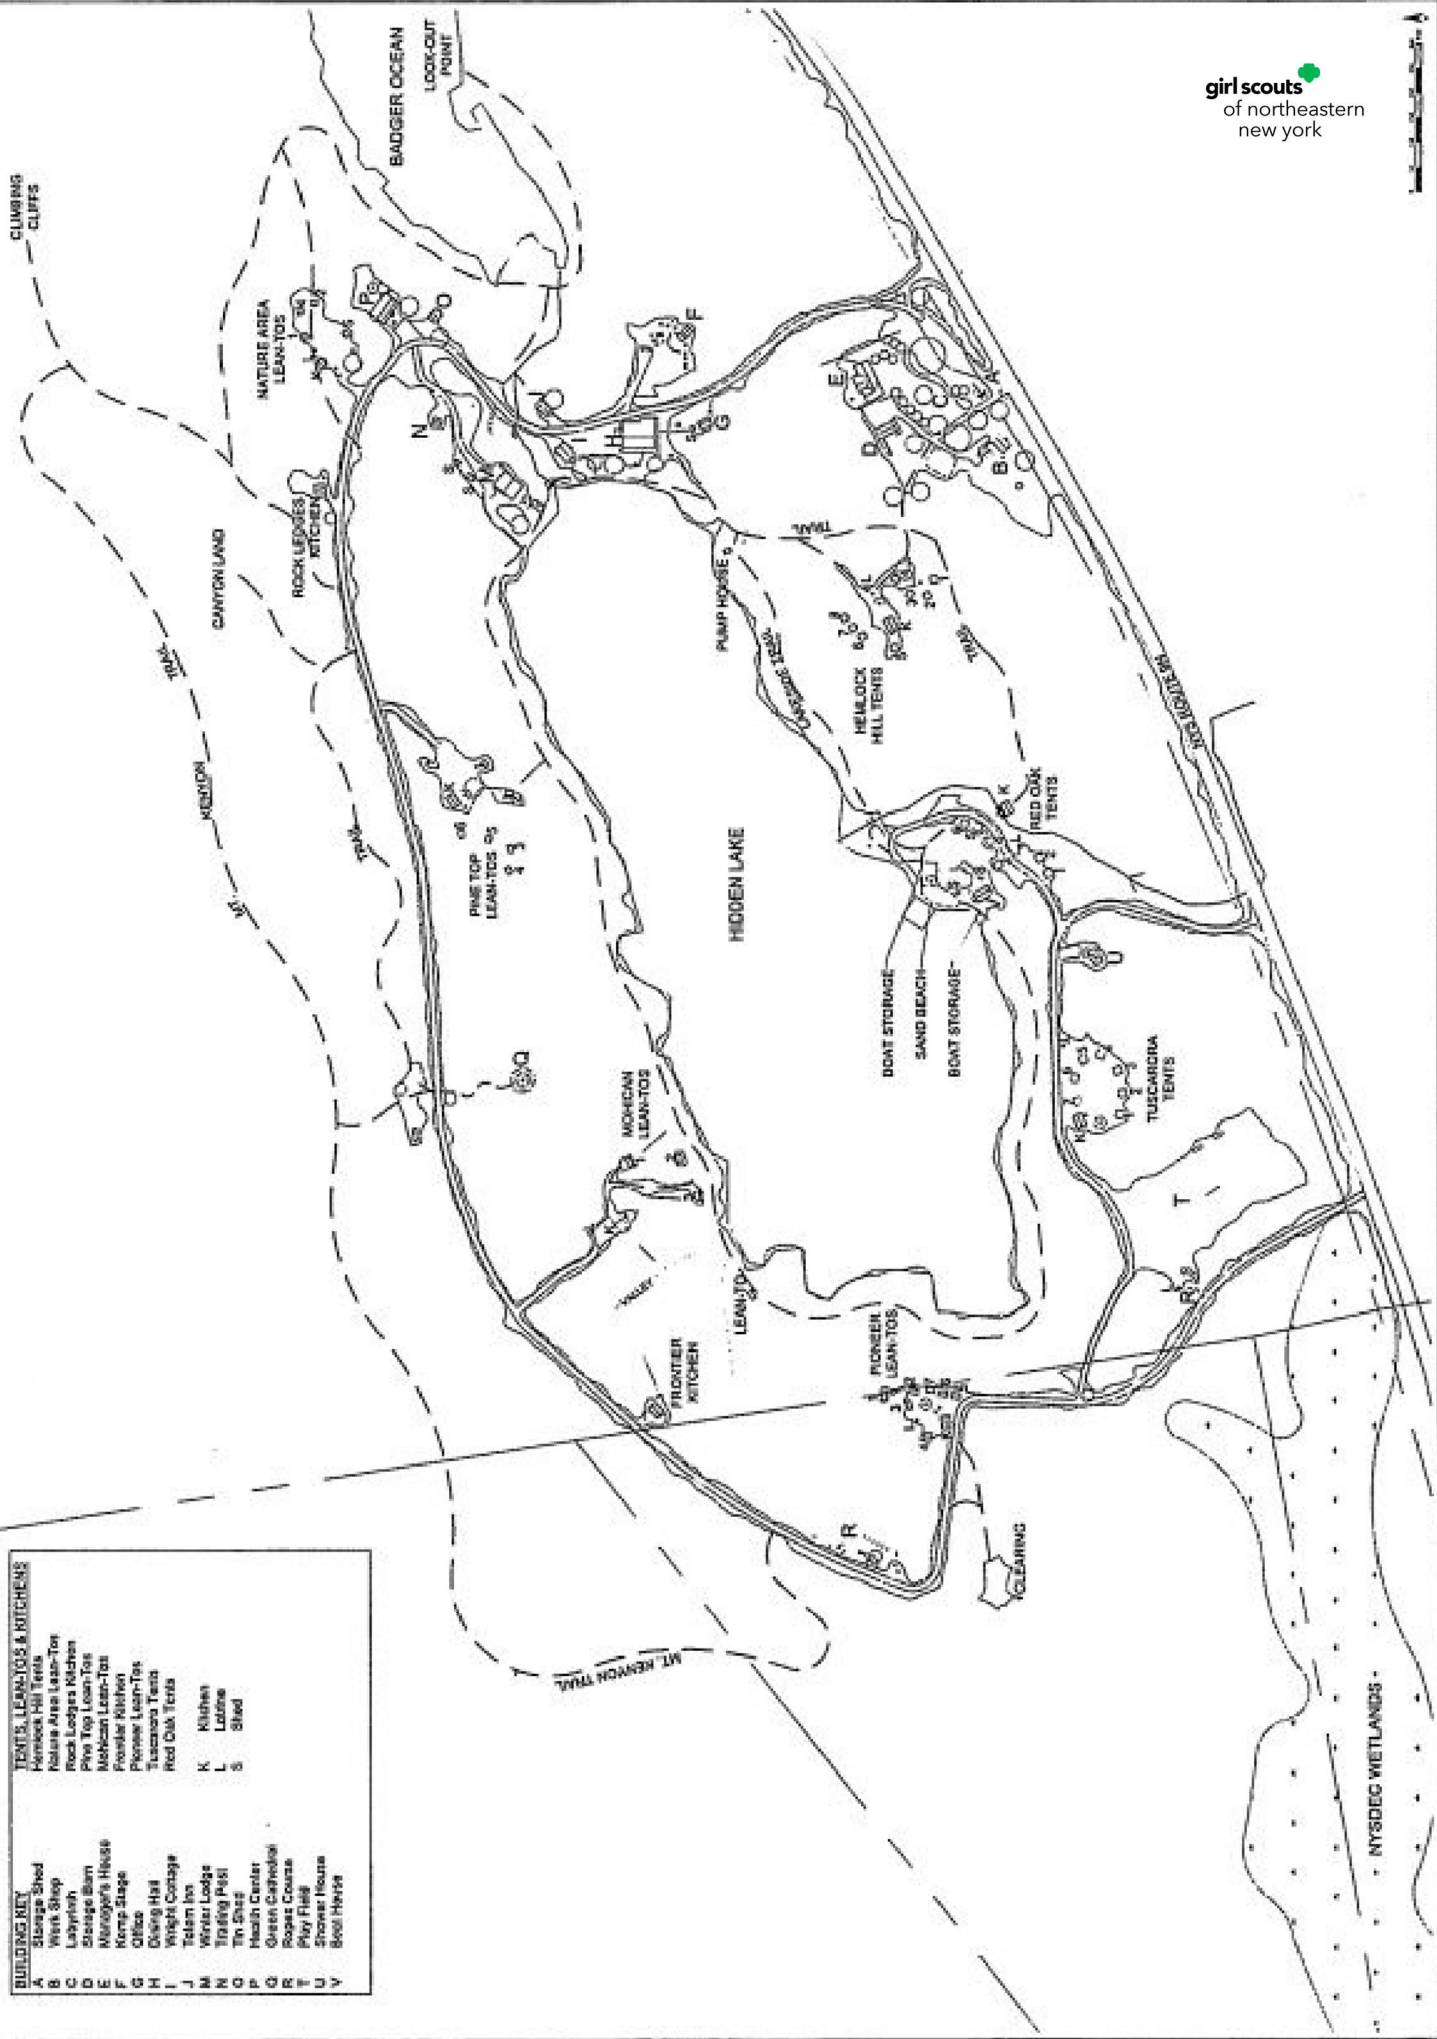 girl scouts
of northeastern
new york
BUILDING KEY
A Storage Shed
B Work Shop
C Labyrinth
D Storage Barn
E Manager's House
F Kemp Stage
G Office
H Dining Hall
I Wright Cottage
J Totem Inn
M Winter Lodge
N Trading Post
O Tin Shed
P Health Center
Q Green Cathedral
R Ropes Course
T Play Field
U Shower House
V Boat House
TENTS, LEAN-TOS & KITCHENS
Hemlock Hill Tents
Nature Area Lean-Tos
Rock Ledges Kitchen
Pine Top Lean-Tos
Mohican Lean-Tos
Frontier Kitchen
Pioneer Lean-Tos
Tuscarora Tents
Red Oak Tents
K Kitchen
L Latrine
S Shed
CLIMBING
CLIFFS
BADGER OCEAN
LOOK-OUT
POINT
NATURE AREA
LEAN-TOS
P
O
N
F
G
H
I
E
D
B
A
ROCK LEDGES
KITCHEN
CANYON LAND
TRAIL
KENYON
MT.
TRAIL
PINE TOP
LEAN-TOS
K
PUMP HOUSE
TRAIL
LAKESIDE TRAIL
HEMLOCK
HILL TENTS
TRAIL
K
RED OAK
TENTS
NYS ROUTE 9N
HIDDEN LAKE
BOAT STORAGE
SAND BEACH
BOAT STORAGE
U
Q
MOHICAN
LEAN-TOS
TUSCARORA
TENTS
T
VALLEY
LEAN-TO
FRONTIER
KITCHEN
PIONEER
LEAN-TOS
R
R
CLEARING
MT. KENYON TRAIL
NYSDEC WETLANDS